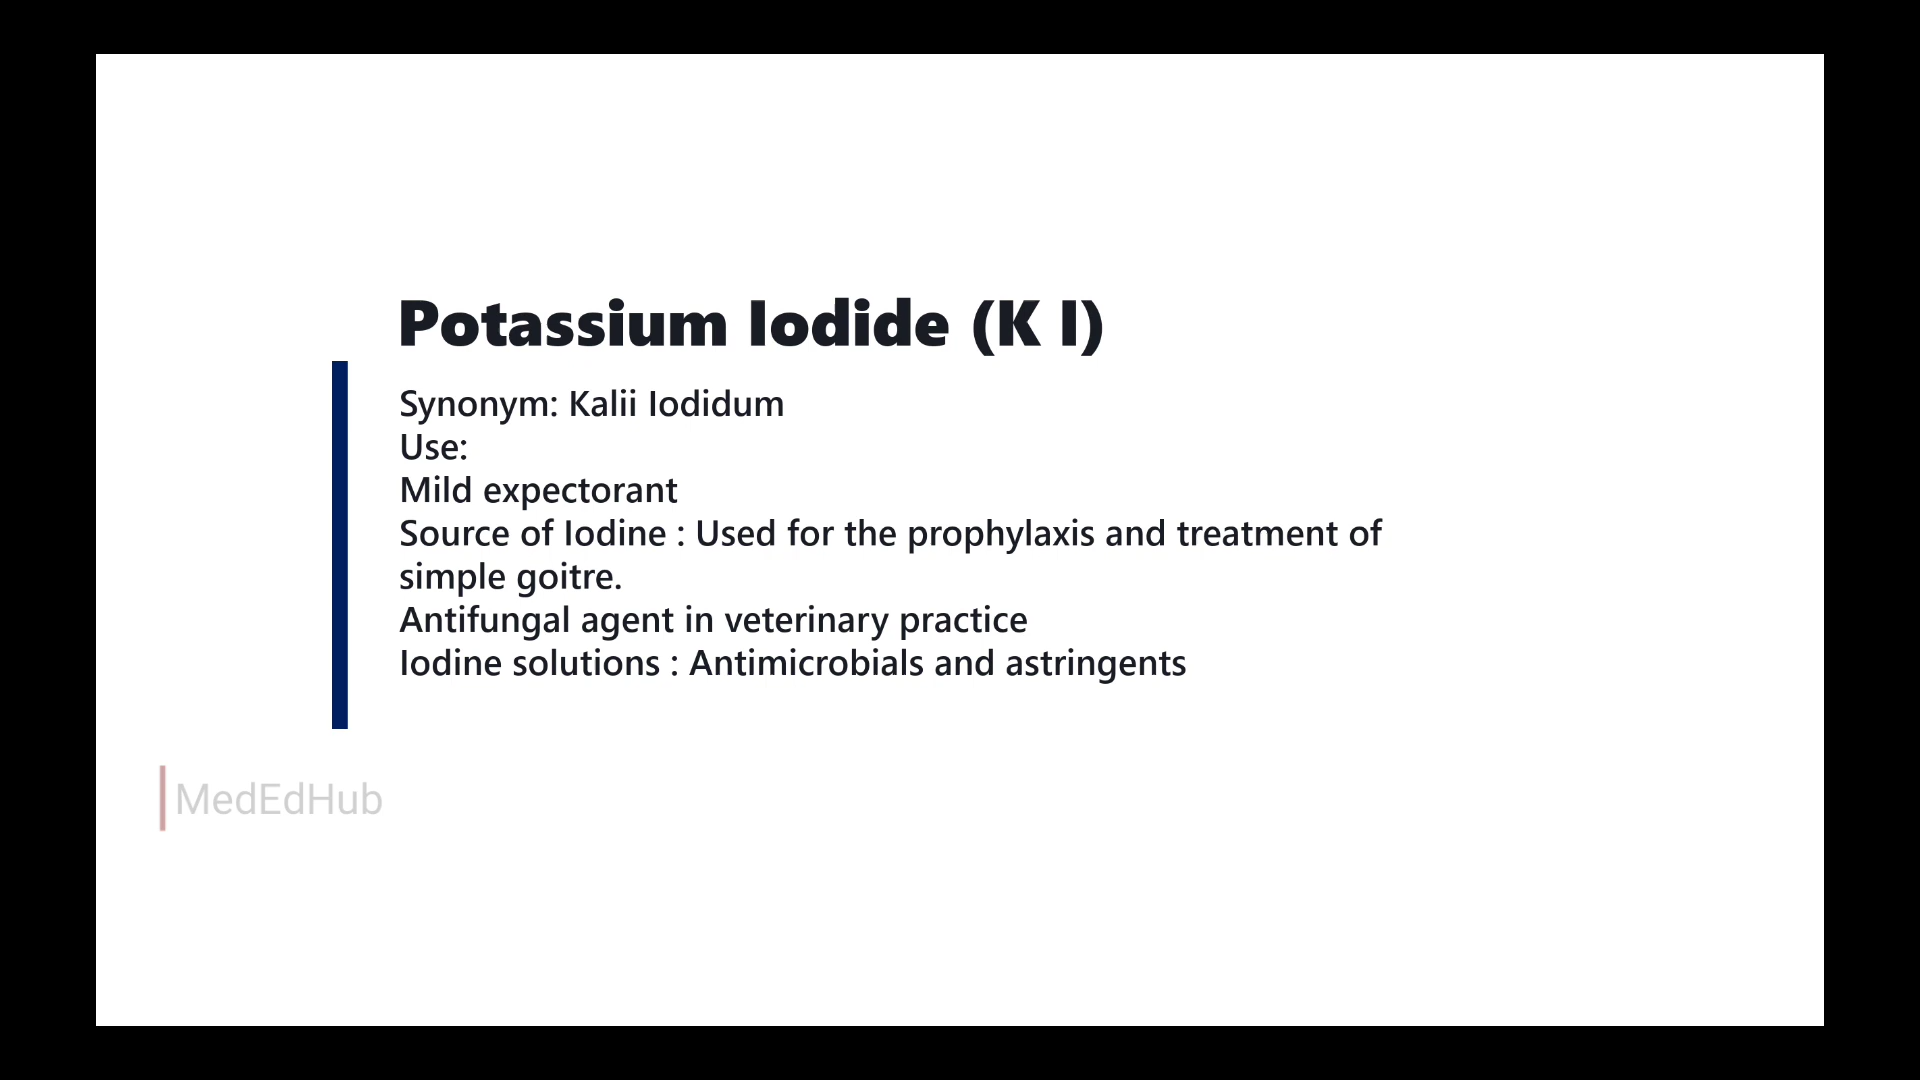 Potassium Iodide (K I)
Synonym: Kalii Iodidum
Use:
Mild expectorant
Source of Iodine : Used for the prophylaxis and treatment of
simple goitre.
Antifungal agent in veterinary practice
Iodine solutions : Antimicrobials and astringents
MedEdHub